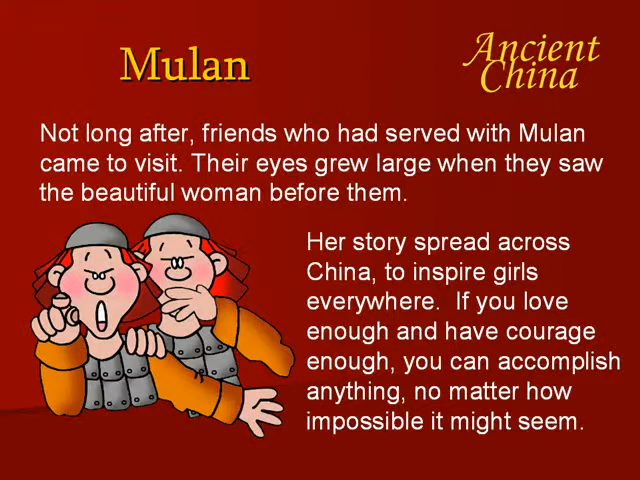 Mulan
Ancient
China
Not long after, friends who had served with Mulan
came to visit. Their eyes grew large when they saw
the beautiful woman before them.
Her story spread across
China, to inspire girls
everywhere.  If you love
enough and have courage
enough, you can accomplish
anything, no matter how
impossible it might seem.